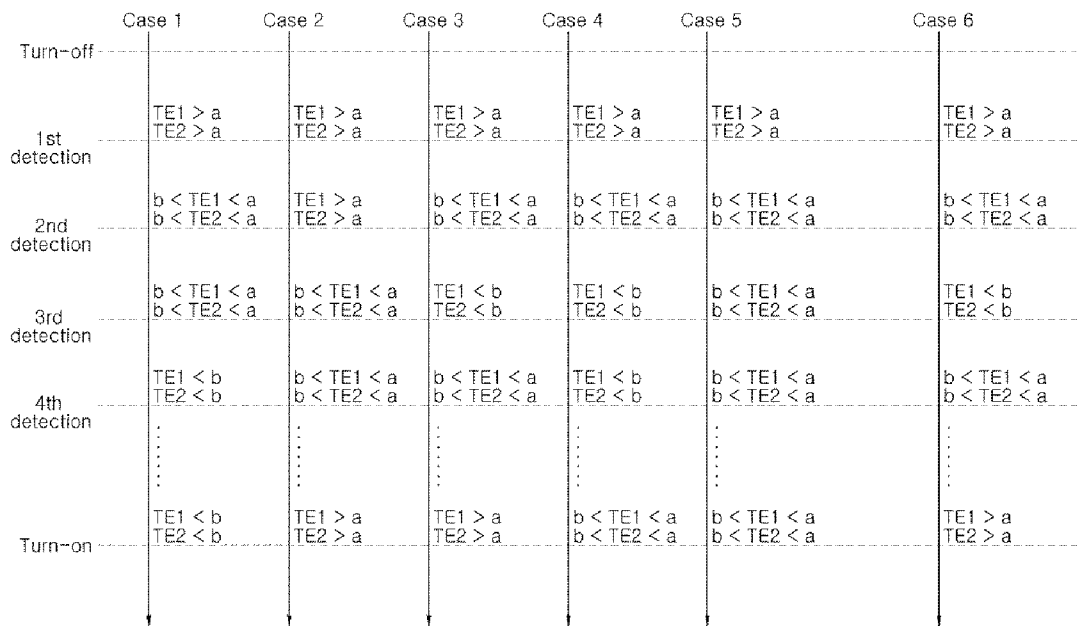 Case 1 Case 2 Case 3 Case 4 Case 5 Case 6
Turn-off
TE1 > a TE1 > a TE1 > a TE1 > a TE1 > a TE1 > a
TE2 > a TE2 > a TE2 > a TE2 > a TE2 > a TE2 > a
1st
detection
b < TE1 < a TE1 > a b < TE1 < a b < TE1 < a b < TE1 < a b < TE1 < a
b < TE2 < a TE2 > a b < TE2 < a b < TE2 < a b < TE2 < a b < TE2 < a
2nd
detection
b < TE1 < a b < TE1 < a TE1 < b TE1 < b b < TE1 < a TE1 < b
b < TE2 < a b < TE2 < a TE2 < b TE2 < b b < TE2 < a TE2 < b
3rd
detection
TE1 < b b < TE1 < a b < TE1 < a TE1 < b b < TE1 < a b < TE1 < a
TE2 < b b < TE2 < a b < TE2 < a TE2 < b b < TE2 < a b < TE2 < a
4th
detection
TE1 < b TE1 > a TE1 > a b < TE1 < a b < TE1 < a TE1 > a
TE2 < b TE2 > a TE2 > a b < TE2 < a b < TE2 < a TE2 > a
Turn-on